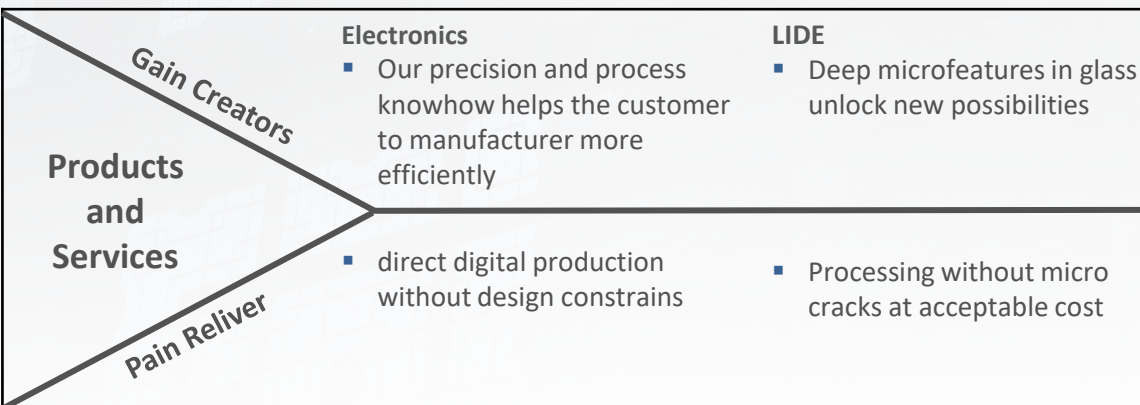 Gain Creators
Products
and
Services
Pain Reliver
Electronics
▪ Our precision and process
knowhow helps the customer
to manufacturer more
efficiently
▪ direct digital production
without design constrains
LIDE
▪ Deep microfeatures in glass
unlock new possibilities
▪ Processing without micro
cracks at acceptable cost